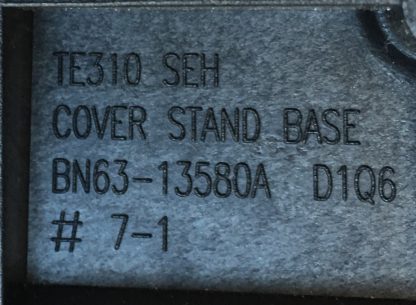 TE310 SEH
COVER STAND BASE
BN63-13580A D1Q6
# 7-1